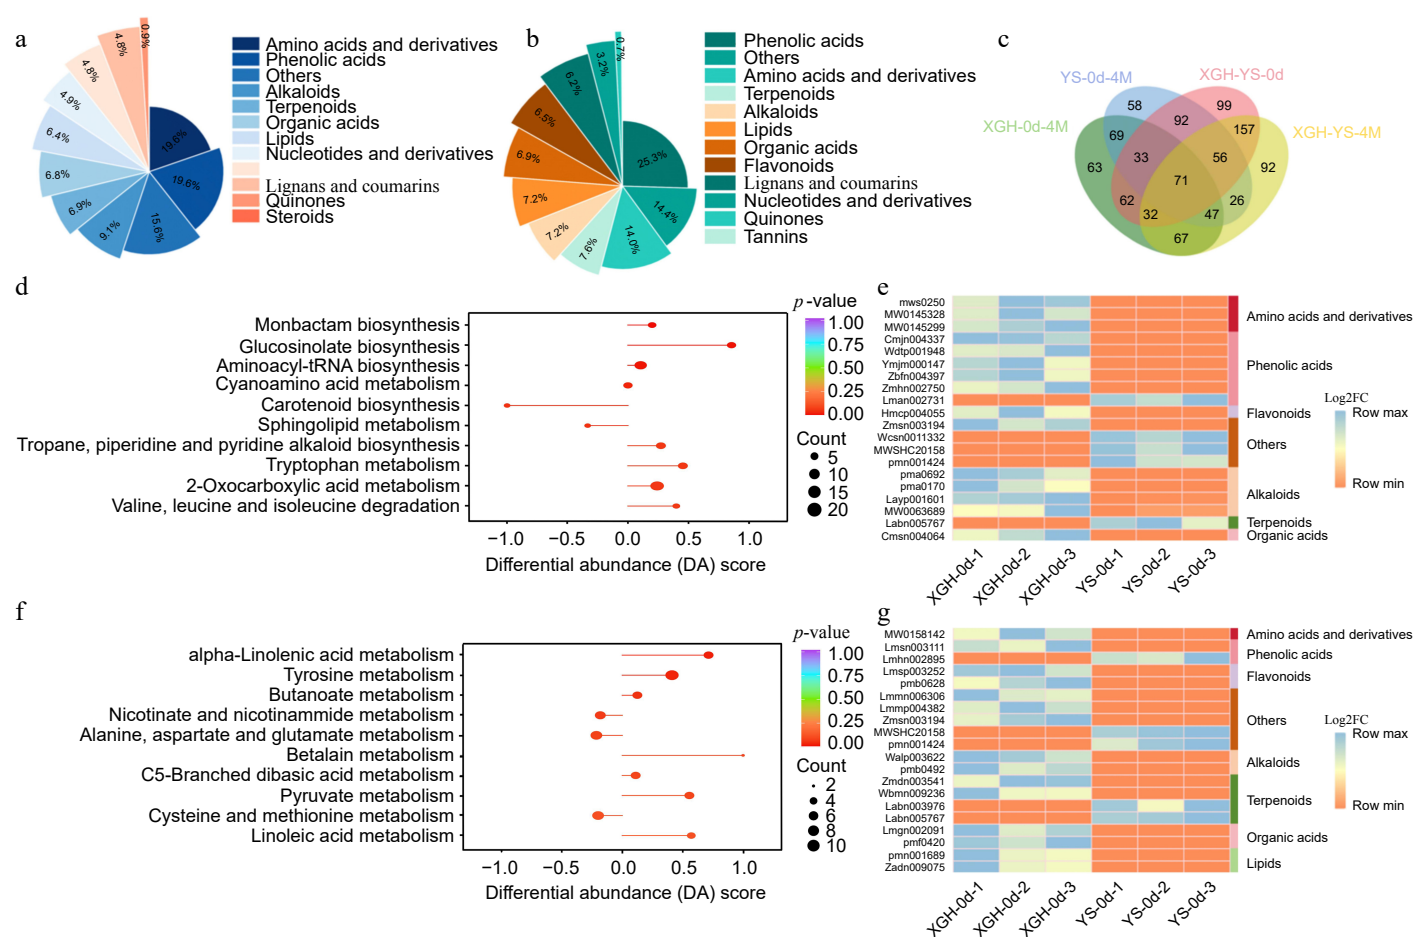 a
0.9%
4.8%
4.8%
4.9%
6.4%
6.8%
6.9%
9.1%
15.6%
19.6%
19.6%
Amino acids and derivatives
Phenolic acids
Others
Alkaloids
Terpenoids
Organic acids
Lipids
Nucleotides and derivatives
Lignans and coumarins
Quinones
Steroids
b
0.7%
3.2%
6.2%
6.5%
6.9%
7.2%
7.2%
7.6%
14.0%
14.4%
25.3%
Phenolic acids
Others
Amino acids and derivatives
Terpenoids
Alkaloids
Lipids
Organic acids
Flavonoids
Lignans and coumarins
Nucleotides and derivatives
Quinones
Tannins
c
YS-0d-4M
XGH-YS-0d
XGH-0d-4M
XGH-YS-4M
58
99
92
69
157
33
56
63
71
92
62
32
47
26
67
d
Monbactam biosynthesis
Glucosinolate biosynthesis
Aminoacyl-tRNA biosynthesis
Cyanoamino acid metabolism
Carotenoid biosynthesis
Sphingolipid metabolism
Tropane, piperidine and pyridine alkaloid biosynthesis
Tryptophan metabolism
2-Oxocarboxylic acid metabolism
Valine, leucine and isoleucine degradation
−1.0 −0.5 0.0 0.5 1.0
Differential abundance (DA) score
p -value
1.00
0.75
0.50
0.25
0.00
Count
5
10
15
20
e
mws0250
MW0145328
MW0145299
Cmjn004337
Wdtp001948
Ymjm000147
Zbfn004397
Zmhn002750
Lman002731
Hmcp004055
Zmsn003194
Wcsn0011332
MWSHC20158
pmn001424
pma0692
pma0170
Layp001601
MW0063689
Labn005767
Cmsn004064
XGH-0d-1 XGH-0d-2 XGH-0d-3 YS-0d-1 YS-0d-2 YS-0d-3
Amino acids and derivatives
Phenolic acids
Flavonoids
Others
Alkaloids
Terpenoids
Organic acids
Log2FC
Row max
Row min
f
alpha-Linolenic acid metabolism
Tyrosine metabolism
Butanoate metabolism
Nicotinate and nicotinammide metabolism
Alanine, aspartate and glutamate metabolism
Betalain metabolism
C5-Branched dibasic acid metabolism
Pyruvate metabolism
Cysteine and methionine metabolism
Linoleic acid metabolism
−1.0 −0.5 0.0 0.5 1.0
Differential abundance (DA) score
p-value
1.00
0.75
0.50
0.25
0.00
Count
2
4
6
8
10
g
MW0158142
Lmsn003111
Lmhn002895
Lmsp003252
pmb0628
Lmmn006306
Lmmp004382
Zmsn003194
MWSHC20158
pmn001424
Walp003622
pmb0492
Zmdn003541
Wbmn009236
Labn003976
Labn005767
Lmgn002091
pmf0420
pmn001689
Zadn009075
XGH-0d-1 XGH-0d-2 XGH-0d-3 YS-0d-1 YS-0d-2 YS-0d-3
Amino acids and derivatives
Phenolic acids
Flavonoids
Others
Alkaloids
Terpenoids
Organic acids
Lipids
Log2FC
Row max
Row min